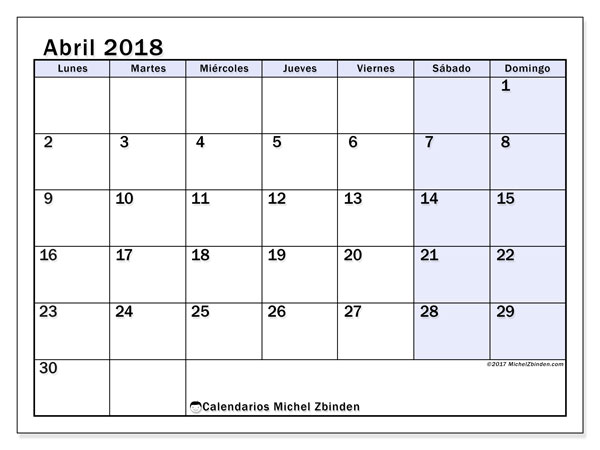 Abril 2018
Lunes Martes Miércoles Jueves Viernes Sábado Domingo
1
2 3 4 5 6 7 8
9 10 11 12 13 14 15
16 17 18 19 20 21 22
23 24 25 26 27 28 29
30
©2017 MichelZbinden.com
Calendarios Michel Zbinden